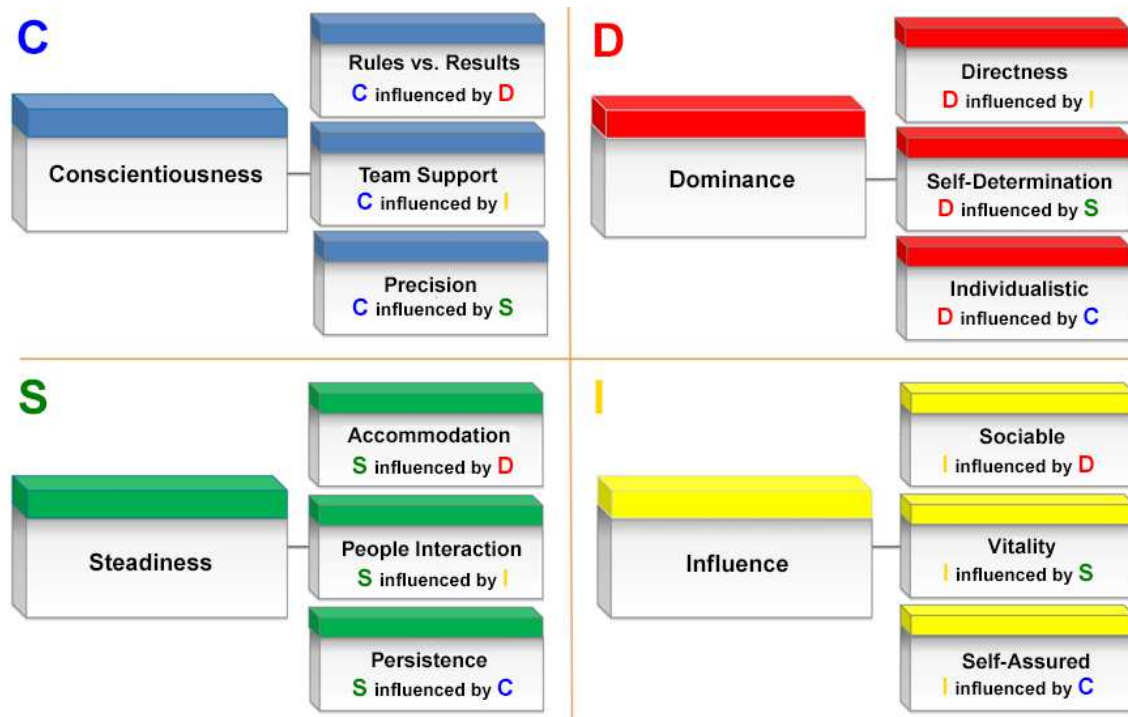 C
Conscientiousness
Rules vs. Results
C influenced by D
Team Support
C influenced by I
Precision
C influenced by S
D
Dominance
Directness
D influenced by I
Self-Determination
D influenced by S
Individualistic
D influenced by C
S
Steadiness
Accommodation
S influenced by D
People Interaction
S influenced by I
Persistence
S influenced by C
I
Influence
Sociable
I influenced by D
Vitality
I influenced by S
Self-Assured
I influenced by C